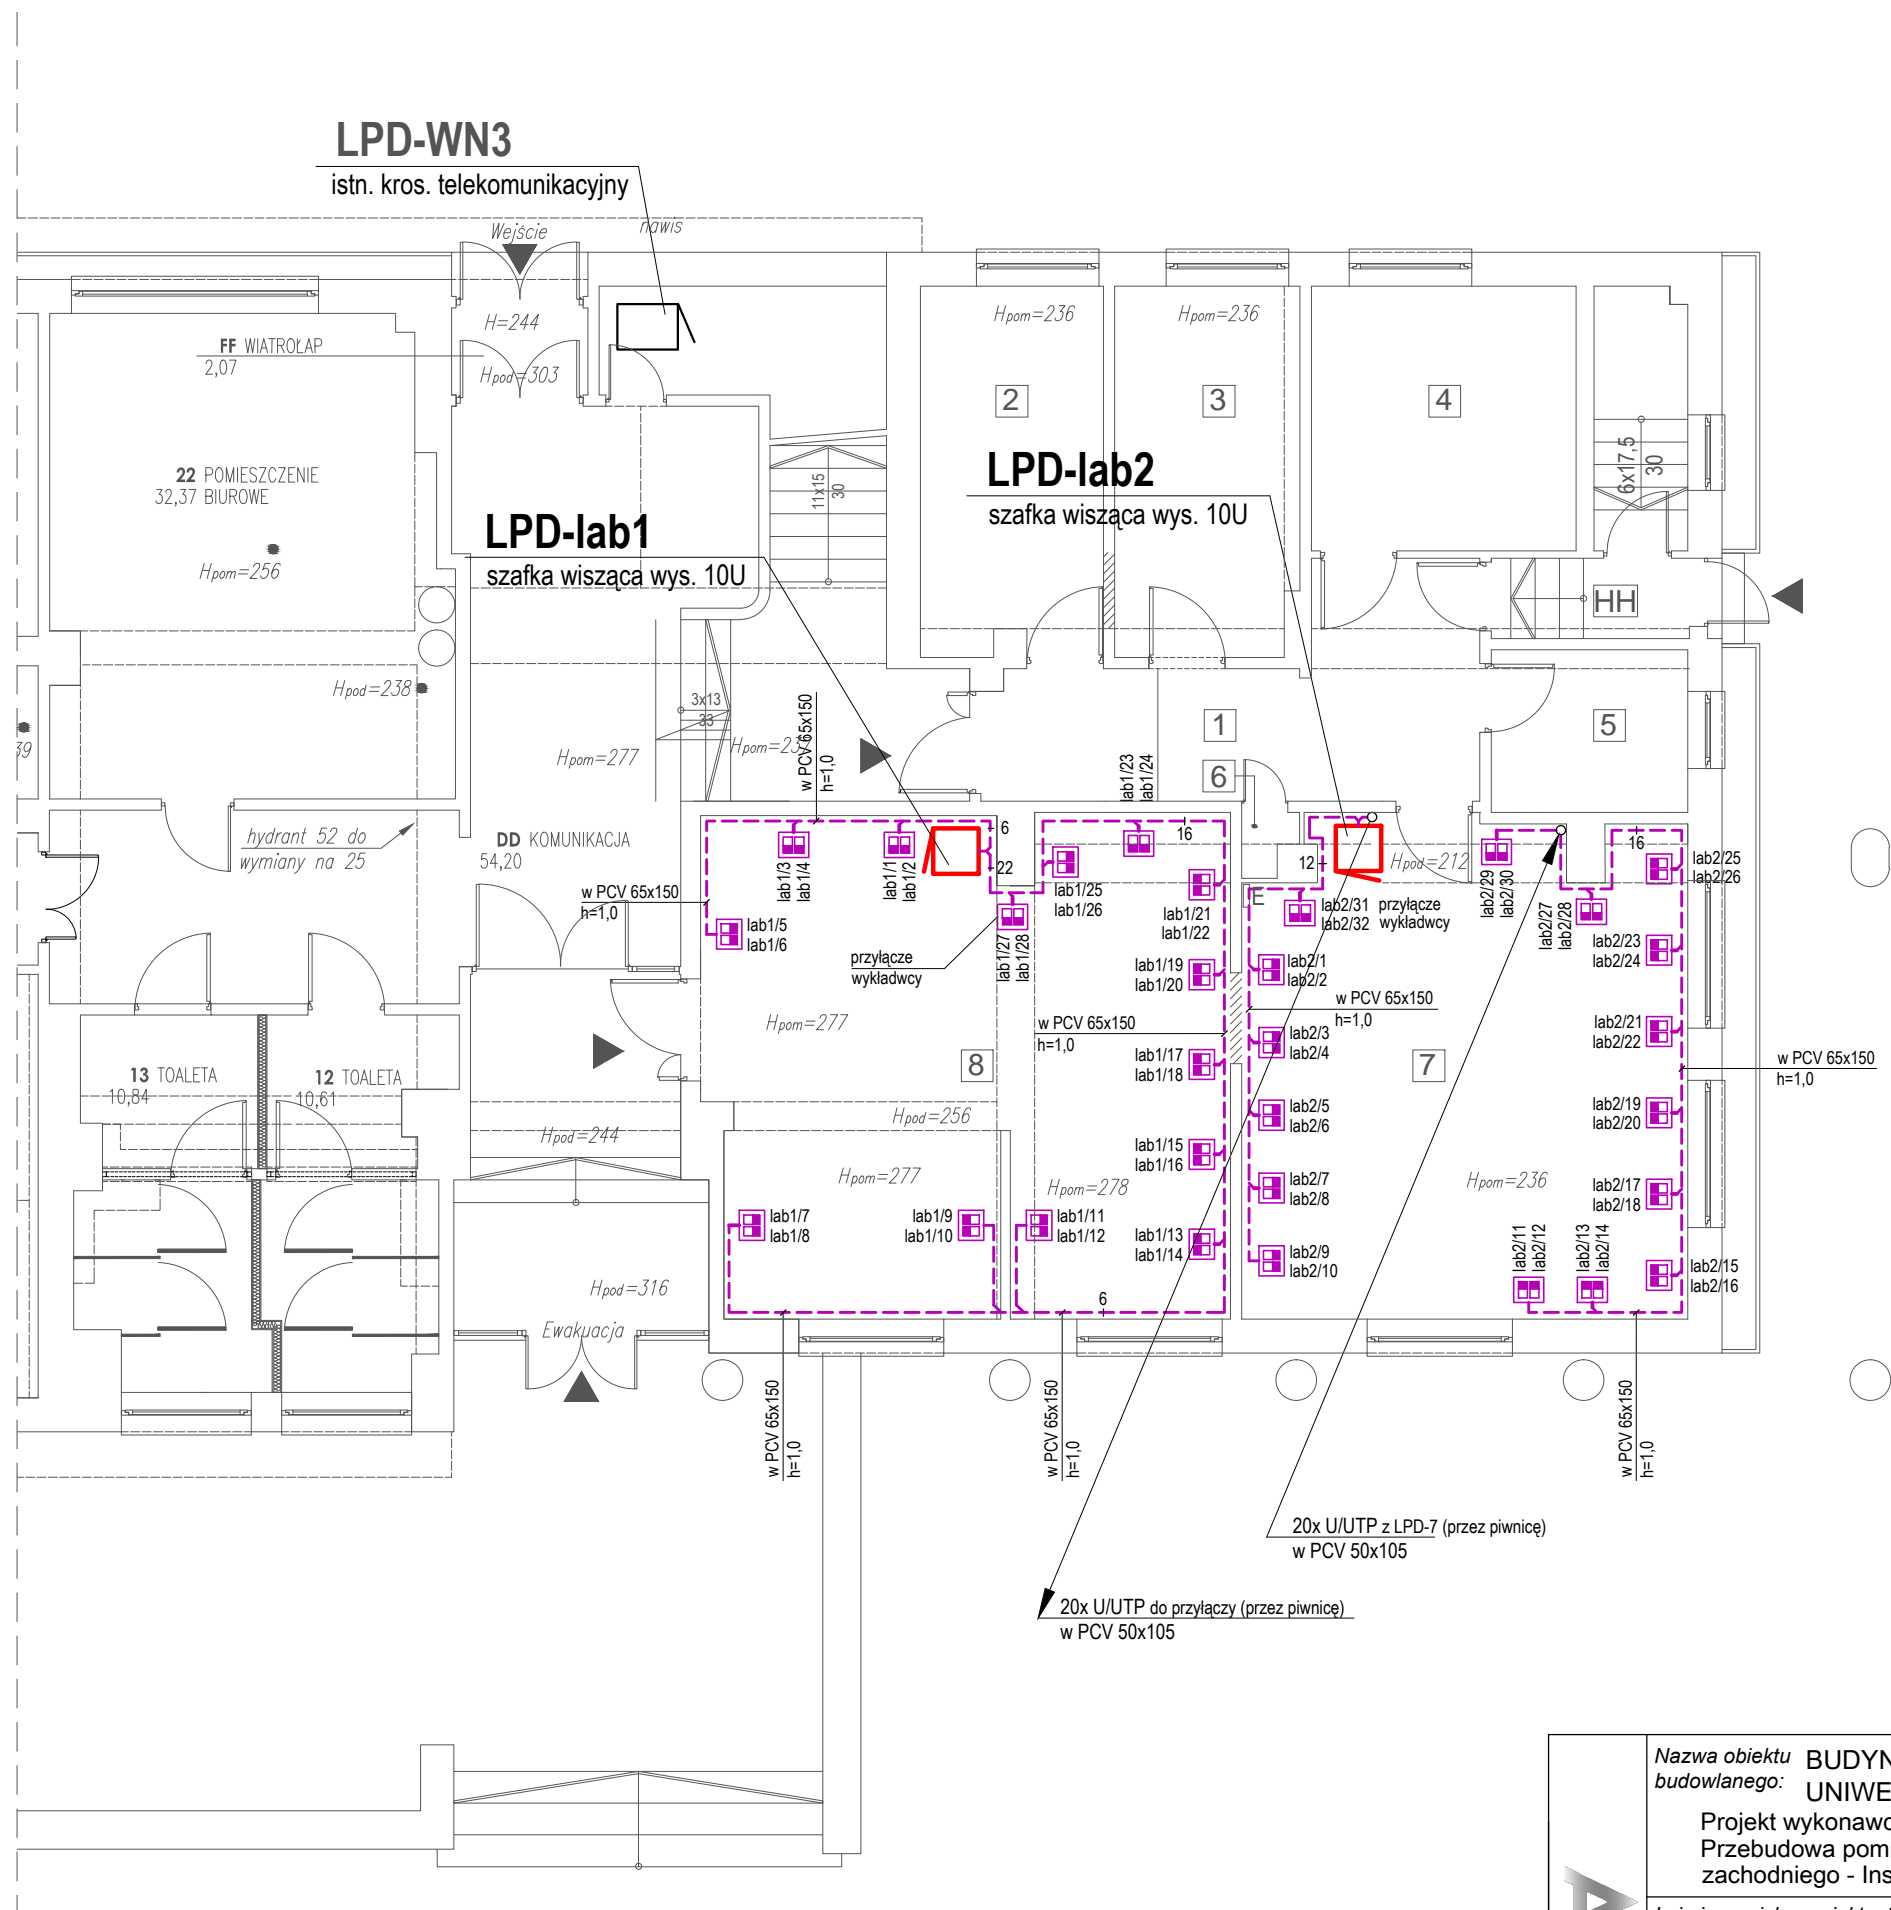 LPD-WN3
istn. kros. telekomunikacyjny
Wejście
nawis
H=244
FF WIATROŁAP
2,07
Hpod=303
Hpom=236
Hpom=236
2
3
4
6x17,5
30
22 POMIESZCZENIE
32,37 BIUROWE
11x15
30
LPD-lab2
szafka wisząca wys. 10U
LPD-lab1
szafka wisząca wys. 10U
Hpom=256
HH
Hpod=238
39
3x13
33
Hpom=277
Hpom=237
w PCV 65x150
h=1,0
1
5
6
lab1/23
lab1/24
hydrant 52 do
wymiany na 25
DD KOMUNIKACJA
54,20
lab1/3
lab1/4
lab1/1
lab1/2
6
22
16
12
Hpod=212
16
w PCV 65x150
h=1,0
lab1/5
lab1/6
lab1/25
lab1/26
lab1/27
lab1/28
przyłącze
wykładwcy
lab1/21
lab1/22
E
lab2/31
lab2/32
przyłącze
wykładwcy
lab2/29
lab2/30
lab2/27
lab2/28
lab2/25
lab2/26
lab2/23
lab2/24
lab1/19
lab1/20
lab2/1
lab2/2
w PCV 65x150
h=1,0
Hpom=277
w PCV 65x150
h=1,0
lab2/3
lab2/4
lab2/21
lab2/22
8
7
lab1/17
lab1/18
w PCV 65x150
h=1,0
13 TOALETA
10,84
12 TOALETA
10,61
Hpod=256
Hpod=244
lab2/5
lab2/6
lab2/19
lab2/20
lab1/15
lab1/16
Hpom=277
Hpom=278
lab2/7
lab2/8
Hpom=236
lab2/17
lab2/18
lab1/7
lab1/8
lab1/9
lab1/10
lab1/11
lab1/12
lab1/13
lab1/14
lab2/9
lab2/10
lab2/11
lab2/12
lab2/13
lab2/14
lab2/15
lab2/16
Hpod=316
Ewakuacja
6
w PCV 65x150
h=1,0
w PCV 65x150
h=1,0
w PCV 65x150
h=1,0
20x U/UTP z LPD-7 (przez piwnicę)
w PCV 50x105
20x U/UTP do przyłączy (przez piwnicę)
w PCV 50x105
Nazwa obiektu
budowlanego:
BUDYN
UNIWE
Projekt wykonawc
Przebudowa pom
zachodniego - Ins